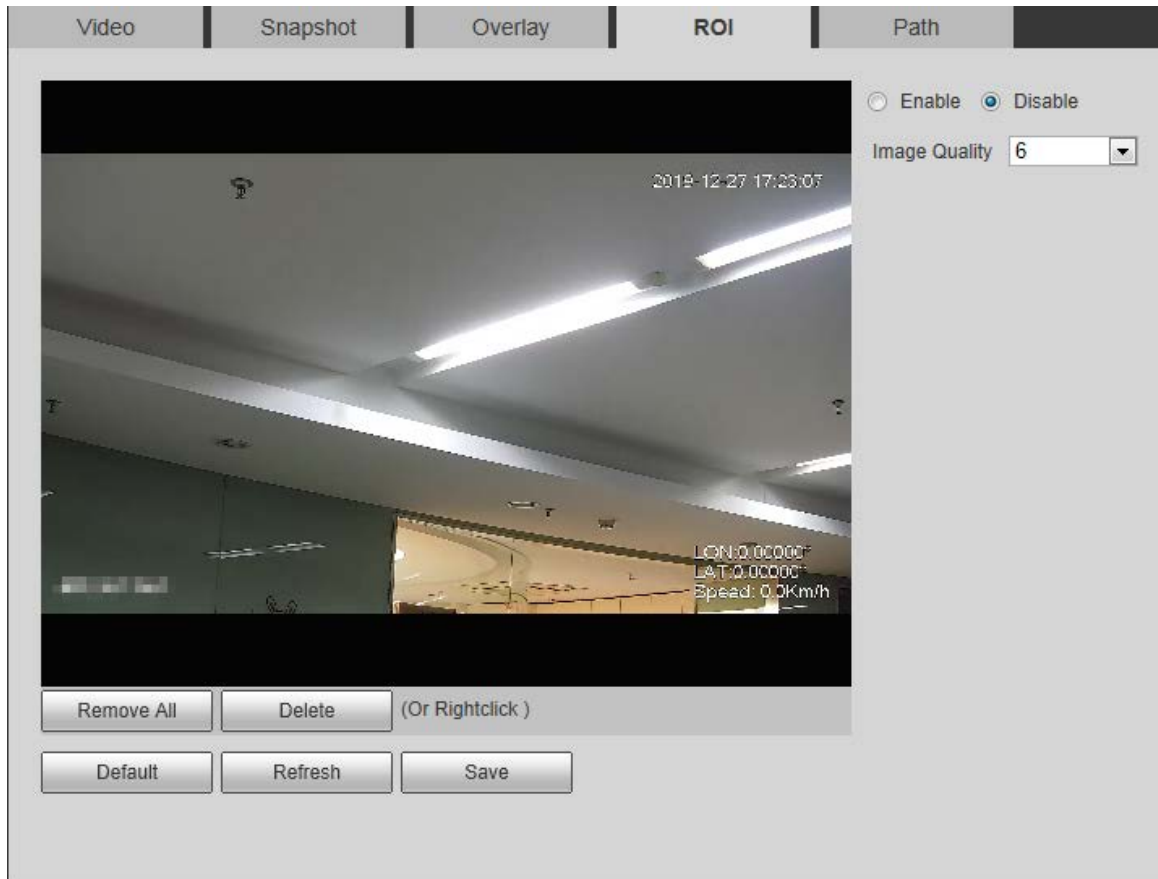 Video Snapshot Overlay ROI Path
Enable Disable
Image Quality 6
2019-12-27 17:23:07
LON:0.00000°
LAT:0.00000°
Speed: 0.0Km/h
Remove All Delete (Or Rightclick )
Default Refresh Save